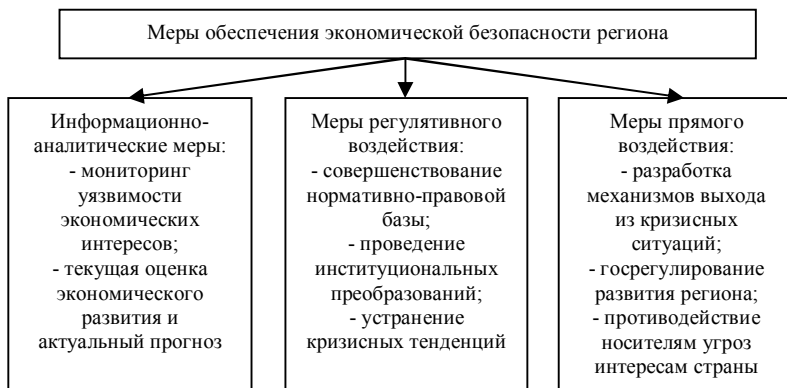 Меры обеспечения экономической безопасности региона
Информационно-
аналитические меры:
- мониторинг
уязвимости
экономических
интересов;
- текущая оценка
экономического
развития и
актуальный прогноз
Меры регулятивного
воздействия:
- совершенствование
нормативно-правовой
базы;
- проведение
институциональных
преобразований;
- устранение
кризисных тенденций
Меры прямого
воздействия:
- разработка
механизмов выхода
из кризисных
ситуаций;
- госрегулирование
развития региона;
- противодействие
носителям угроз
интересам страны